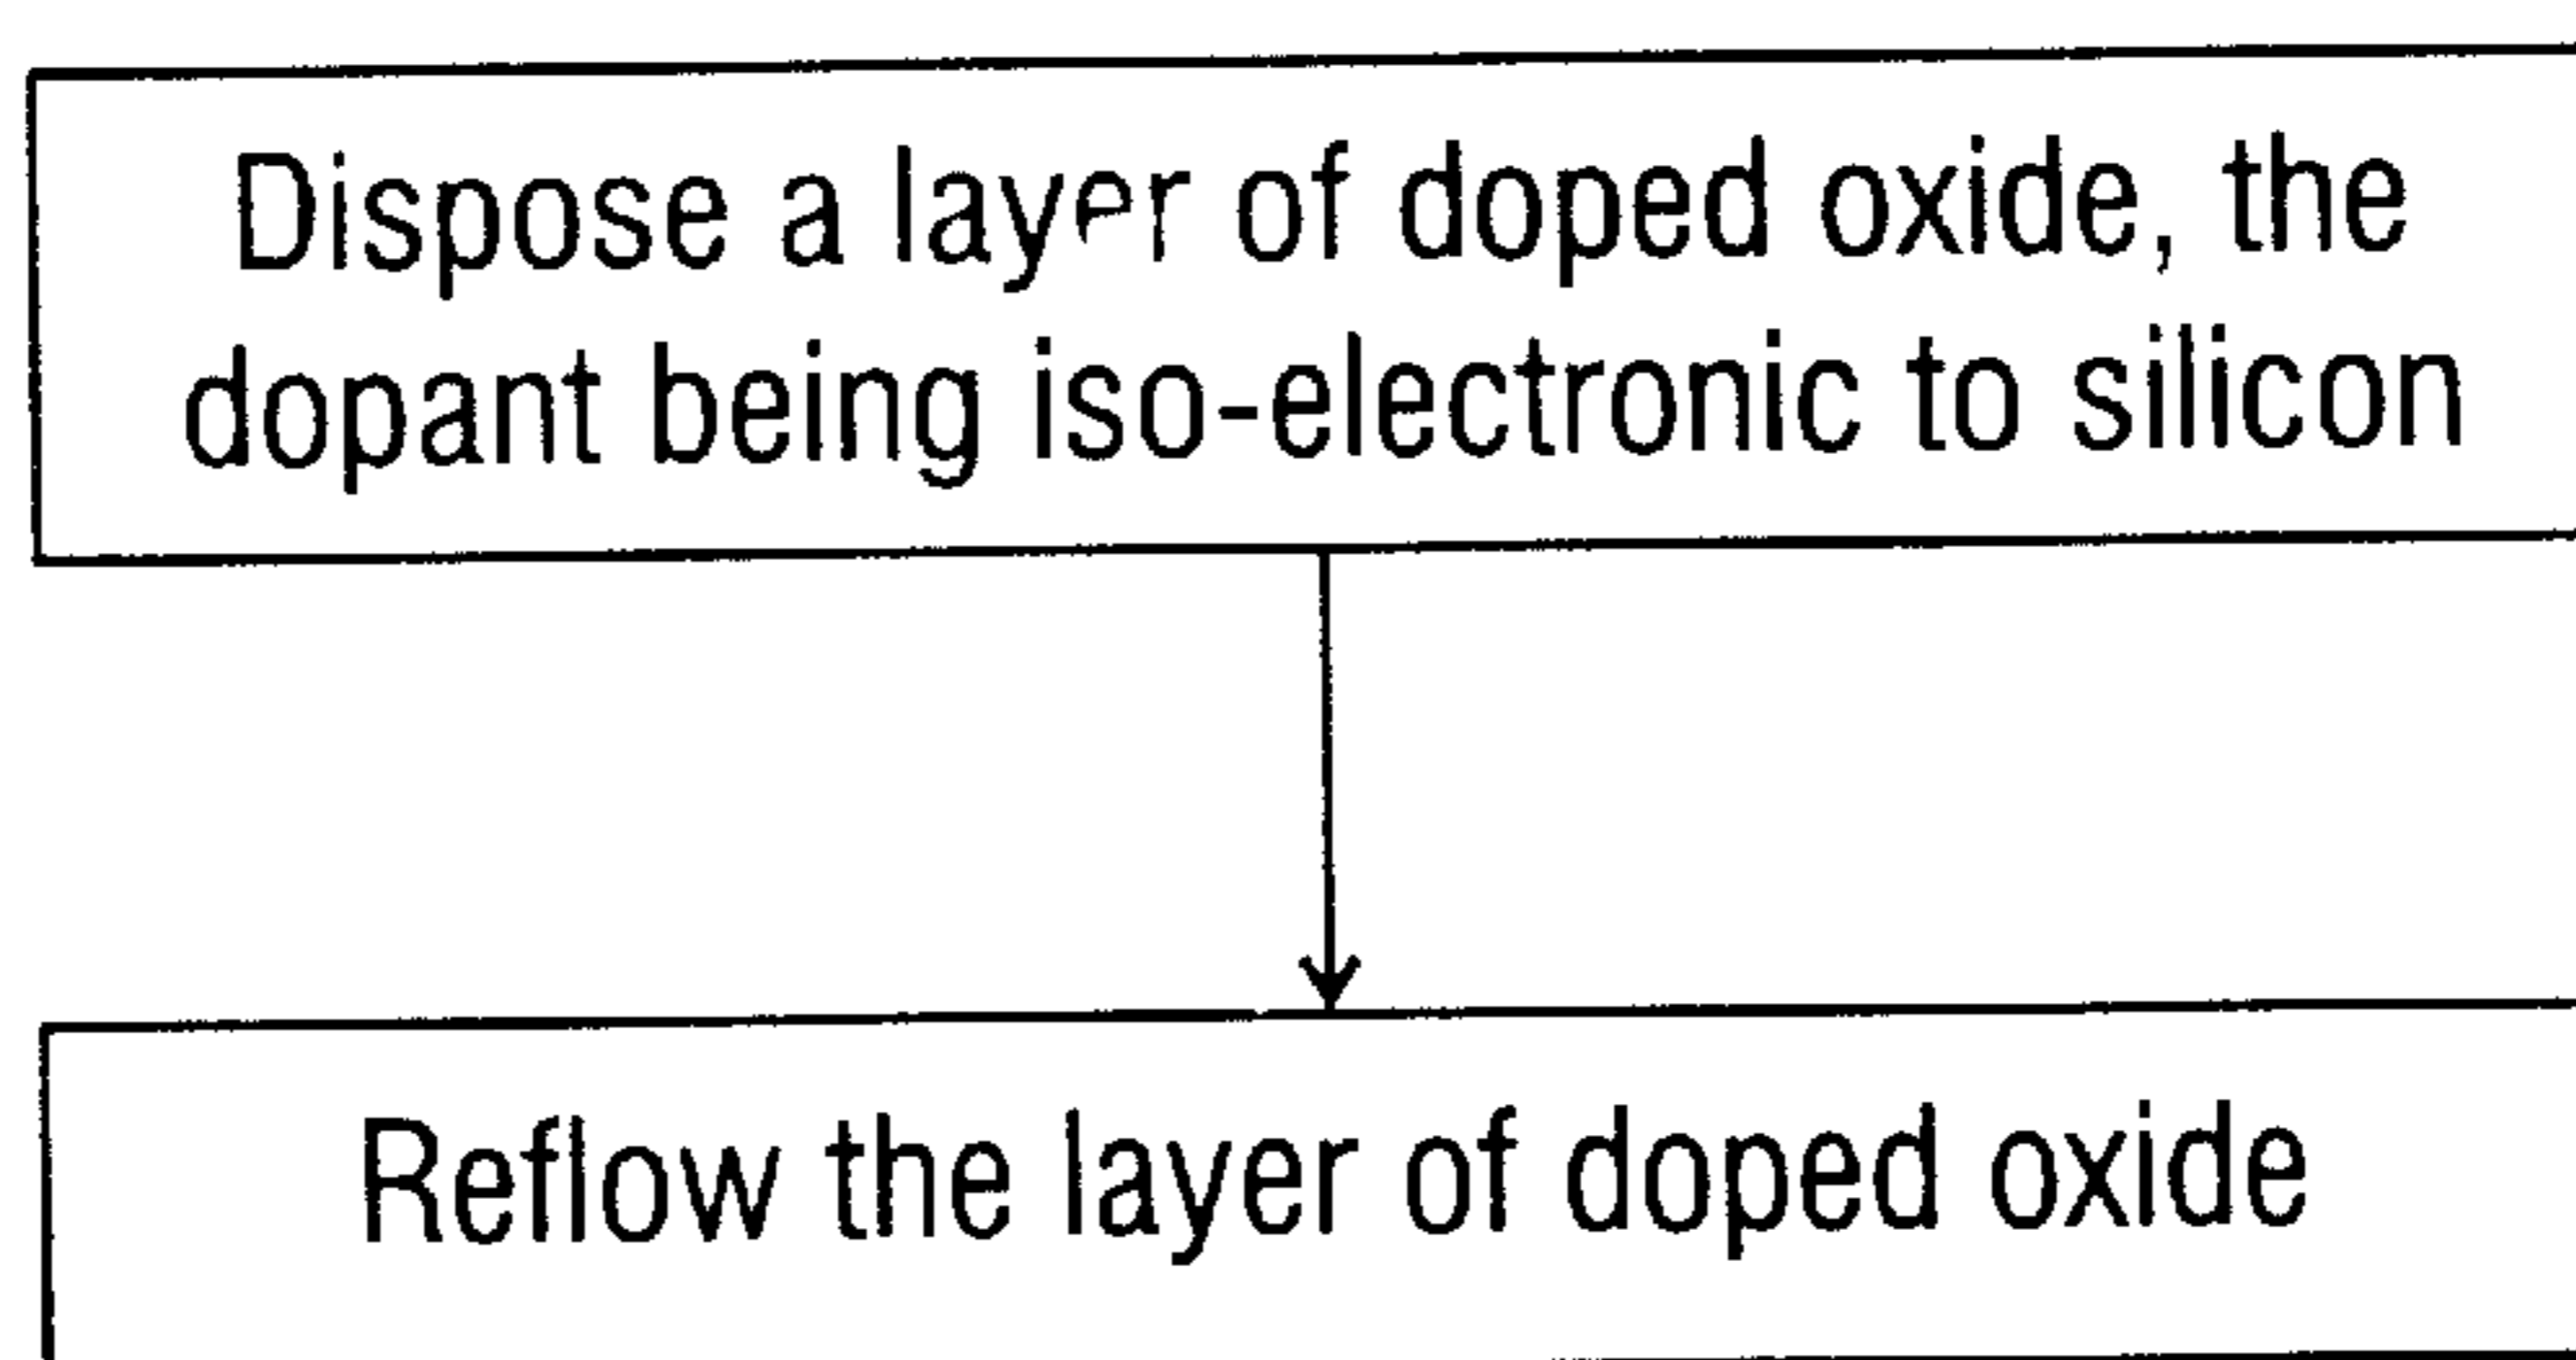 Dispose a layer of doped oxide, the
dopant being iso-electronic to silicon
Reflow the layer of doped oxide